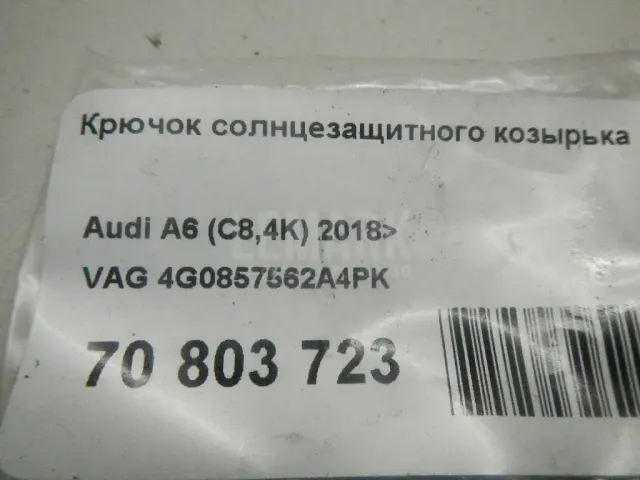 Крючок солнцезащитного козырька
Audi A6 (C8,4K) 2018>
VAG 4G0857562A4PK
70 803 723